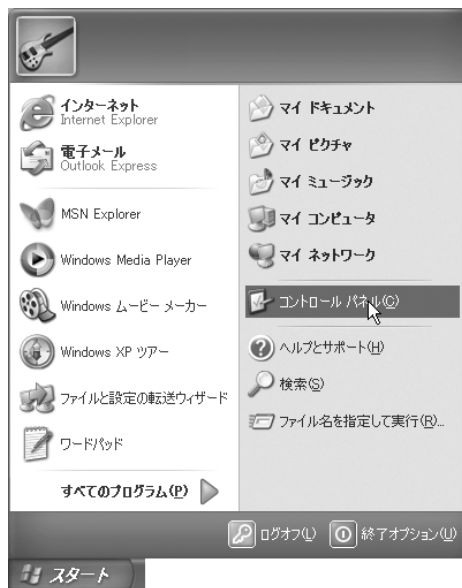 インターネット
Internet Explorer
電子メール
Outlook Express
MSN Explorer
Windows Media Player
Windows ムービー メーカー
Windows XP ツアー
ファイルと設定の転送ウィザード
ワードパッド
すべてのプログラム(P)
マイ ドキュメント
マイ ピクチャ
マイ ミュージック
マイ コンピュータ
マイ ネットワーク
コントロール パネル(C)
ヘルプとサポート(H)
検索(S)
ファイル名を指定して実行(R)...
ログオフ(L)
終了オプション(U)
スタート